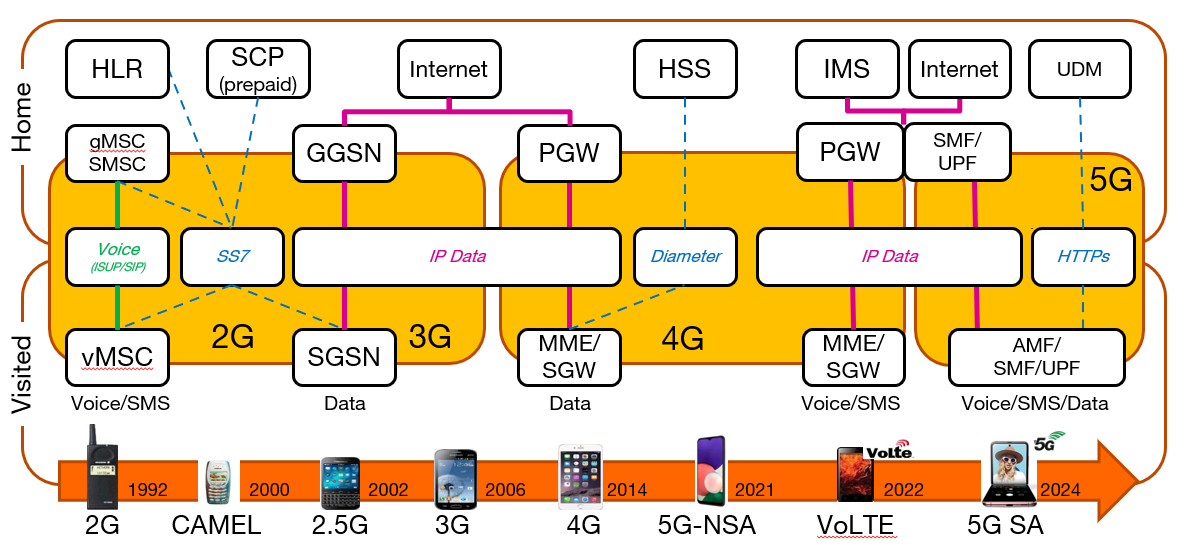 Home
HLR
SCP
(prepaid)
Internet
HSS
IMS
Internet
UDM
gMSC
SMSC
GGSN
PGW
PGW
SMF/
UPF
5G
Voice
(ISUP/SIP)
SS7
IP Data
Diameter
IP Data
HTTPs
Visited
2G
3G
4G
vMSC
SGSN
MME/
SGW
MME/
SGW
AMF/
SMF/UPF
Voice/SMS
Data
Data
Voice/SMS
Voice/SMS/Data
VoLTE
5G
1992
2000
2002
2006
2014
2021
2022
2024
2G
CAMEL
2.5G
3G
4G
5G-NSA
VoLTE
5G SA